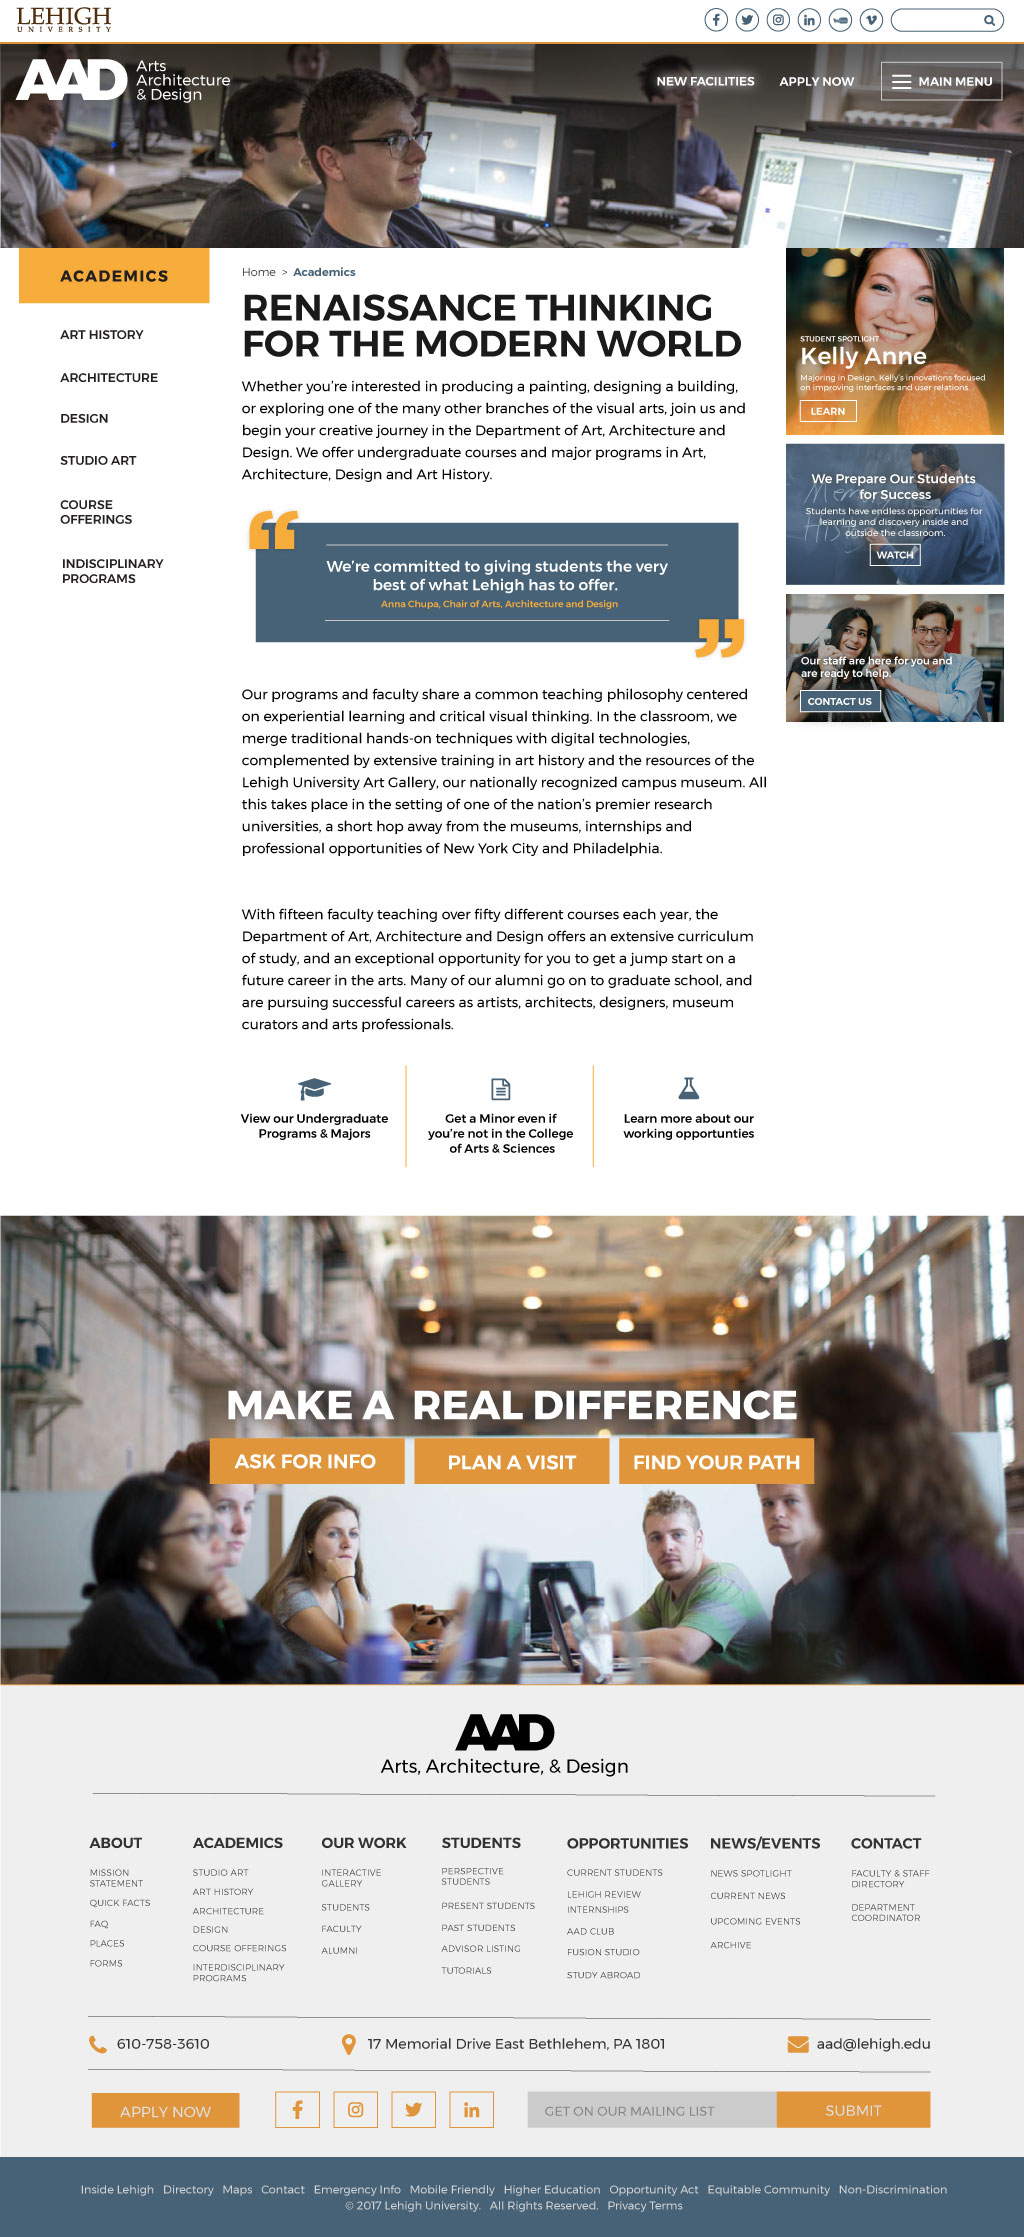 LEHIGH
UNIVERSITY
AAD
Arts
Architecture
& Design
NEW FACILITIES
APPLY NOW
MAIN MENU
ACADEMICS
ART HISTORY
ARCHITECTURE
DESIGN
STUDIO ART
COURSE
OFFERINGS
INDISCIPLINARY
PROGRAMS
Home > Academics
RENAISSANCE THINKING
FOR THE MODERN WORLD
Whether you're interested in producing a painting, designing a building,
or exploring one of the many other branches of the visual arts, join us and
begin your creative journey in the Department of Art, Architecture and
Design. We offer undergraduate courses and major programs in Art,
Architecture, Design and Art History.
“
We're committed to giving students the very
best of what Lehigh has to offer.
Anna Chupa, Chair of Arts, Architecture and Design
”
Our programs and faculty share a common teaching philosophy centered
on experiential learning and critical visual thinking. In the classroom, we
merge traditional hands-on techniques with digital technologies,
complemented by extensive training in art history and the resources of the
Lehigh University Art Gallery, our nationally recognized campus museum. All
this takes place in the setting of one of the nation's premier research
universities, a short hop away from the museums, internships and
professional opportunities of New York City and Philadelphia.
With fifteen faculty teaching over fifty different courses each year, the
Department of Art, Architecture and Design offers an extensive curriculum
of study, and an exceptional opportunity for you to get a jump start on a
future career in the arts. Many of our alumni go on to graduate school, and
are pursuing successful careers as artists, architects, designers, museum
curators and arts professionals.
View our Undergraduate
Programs & Majors
Get a Minor even if
you're not in the College
of Arts & Sciences
Learn more about our
working opportunties
STUDENT SPOTLIGHT
Kelly Anne
Majoring in Design, Kelly's innovations focused
on improving interfaces and user relations.
LEARN
We Prepare Our Students
for Success
Students have endless opportunities for
learning and discovery inside and
outside the classroom.
WATCH
Our staff are here for you and
are ready to help.
CONTACT US
MAKE A REAL DIFFERENCE
ASK FOR INFO
PLAN A VISIT
FIND YOUR PATH
AAD
Arts, Architecture, & Design
ABOUT
MISSION
STATEMENT
QUICK FACTS
FAQ
PLACES
FORMS
ACADEMICS
STUDIO ART
ART HISTORY
ARCHITECTURE
DESIGN
COURSE OFFERINGS
INTERDISCIPLINARY
PROGRAMS
OUR WORK
INTERACTIVE
GALLERY
STUDENTS
FACULTY
ALUMNI
STUDENTS
PERSPECTIVE
STUDENTS
PRESENT STUDENTS
PAST STUDENTS
ADVISOR LISTING
TUTORIALS
OPPORTUNITIES
CURRENT STUDENTS
LEHIGH REVIEW
INTERNSHIPS
AAD CLUB
FUSION STUDIO
STUDY ABROAD
NEWS/EVENTS
NEWS SPOTLIGHT
CURRENT NEWS
UPCOMING EVENTS
ARCHIVE
CONTACT
FACULTY & STAFF
DIRECTORY
DEPARTMENT
COORDINATOR
610-758-3610
17 Memorial Drive East Bethlehem, PA 1801
aad@lehigh.edu
APPLY NOW
GET ON OUR MAILING LIST
SUBMIT
Inside Lehigh Directory Maps Contact Emergency Info Mobile Friendly Higher Education Opportunity Act Equitable Community Non-Discrimination
© 2017 Lehigh University. All Rights Reserved. Privacy Terms